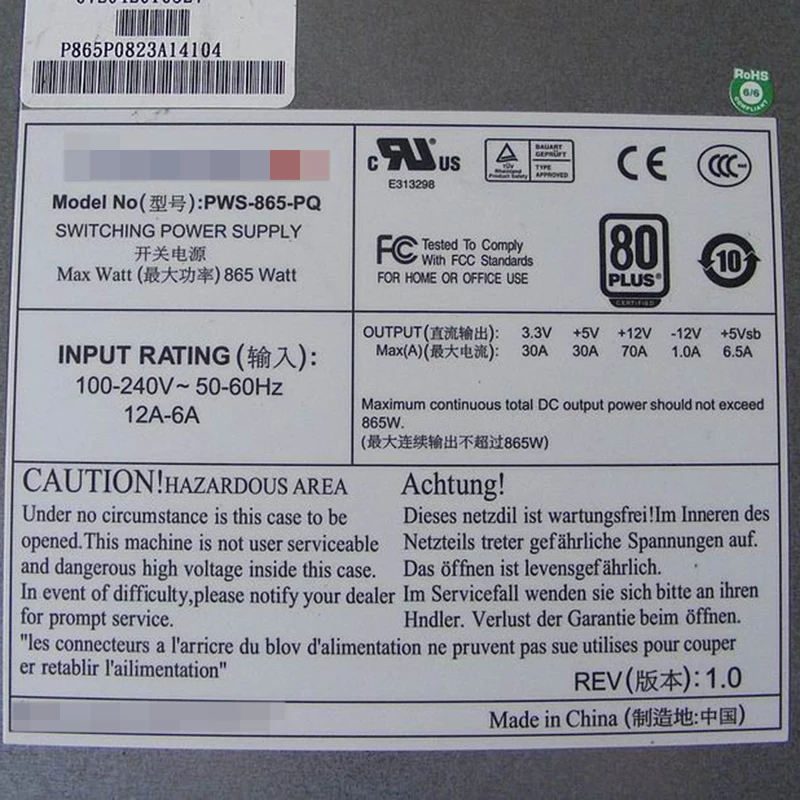 P865P0823A14104
RoHS
6/6
COMPLIANT
Model No(型号):PWS-865-PQ
SWITCHING POWER SUPPLY
开关电源
Max Watt (最大功率) 865 Watt
c UL US
E313298
TÜV
Rheinland
Product Safety
BAUART
GEPRÜFT
TYPE
APPROVED
CE
CCC
FC Tested To Comply
With FCC Standards
FOR HOME OR OFFICE USE
80
PLUS
CERTIFIED
10
INPUT RATING(输入):
100-240V~ 50-60Hz
12A-6A
OUTPUT(直流输出): 3.3V +5V +12V -12V +5Vsb
Max(A)(最大电流): 30A 30A 70A 1.0A 6.5A
Maximum continuous total DC output power should not exceed
865W.
(最大连续输出不超过865W)
CAUTION!HAZARDOUS AREA
Under no circumstance is this case to be
opened.This machine is not user serviceable
and dangerous high voltage inside this case.
In event of difficulty,please notify your dealer
for prompt service.
Achtung!
Dieses netzdil ist wartungsfrei!Im Inneren des
Netzteils treter gefährliche Spannungen auf.
Das öffnen ist levensgefährlich.
Im Servicefall wenden sie sich bitte an ihren
Hndler. Verlust der Garantie beim öffnen.
"les connecteurs a l'arricre du blov d'alimentation ne pruvent pas sue utilises pour couper
er retablir l'ailimentation"
REV(版本):1.0
Made in China (制造地:中国)